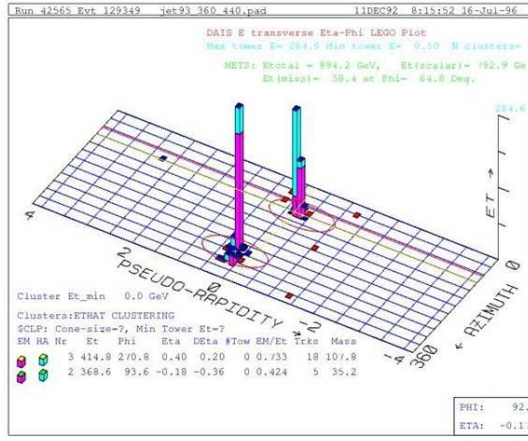 Run 42565 Evt 129349 jet93_360_440.pad 11DEC92 8:15:52 16-Jul-96
DAIS E transverse Eta-Phi LEGO Plot
Max tower E= 284.6 Min tower E= 0.50 N clusters=
METS: Etotal = 894.2 GeV, Et(scalar)= 792.9 Ge
Et(miss)= 38.4 at Phi= 64.8 Deg.
284.6
ET →
4
2
0
-2
-4
PSEUDO-RAPIDITY →
360
← AZIMUTH
0
Cluster Et_min 0.0 GeV
Clusters:ETHAT CLUSTERING
$CLP: Cone-size=?, Min Tower Et=?
EM HA Nr Et Phi Eta DEta #Tow EM/Et Trks Mass
3 414.8 270.8 0.40 0.20 0 0.733 18 107.8
2 368.6 93.6 -0.18 -0.36 0 0.424 5 35.2
PHI: 92.
ETA: -0.1